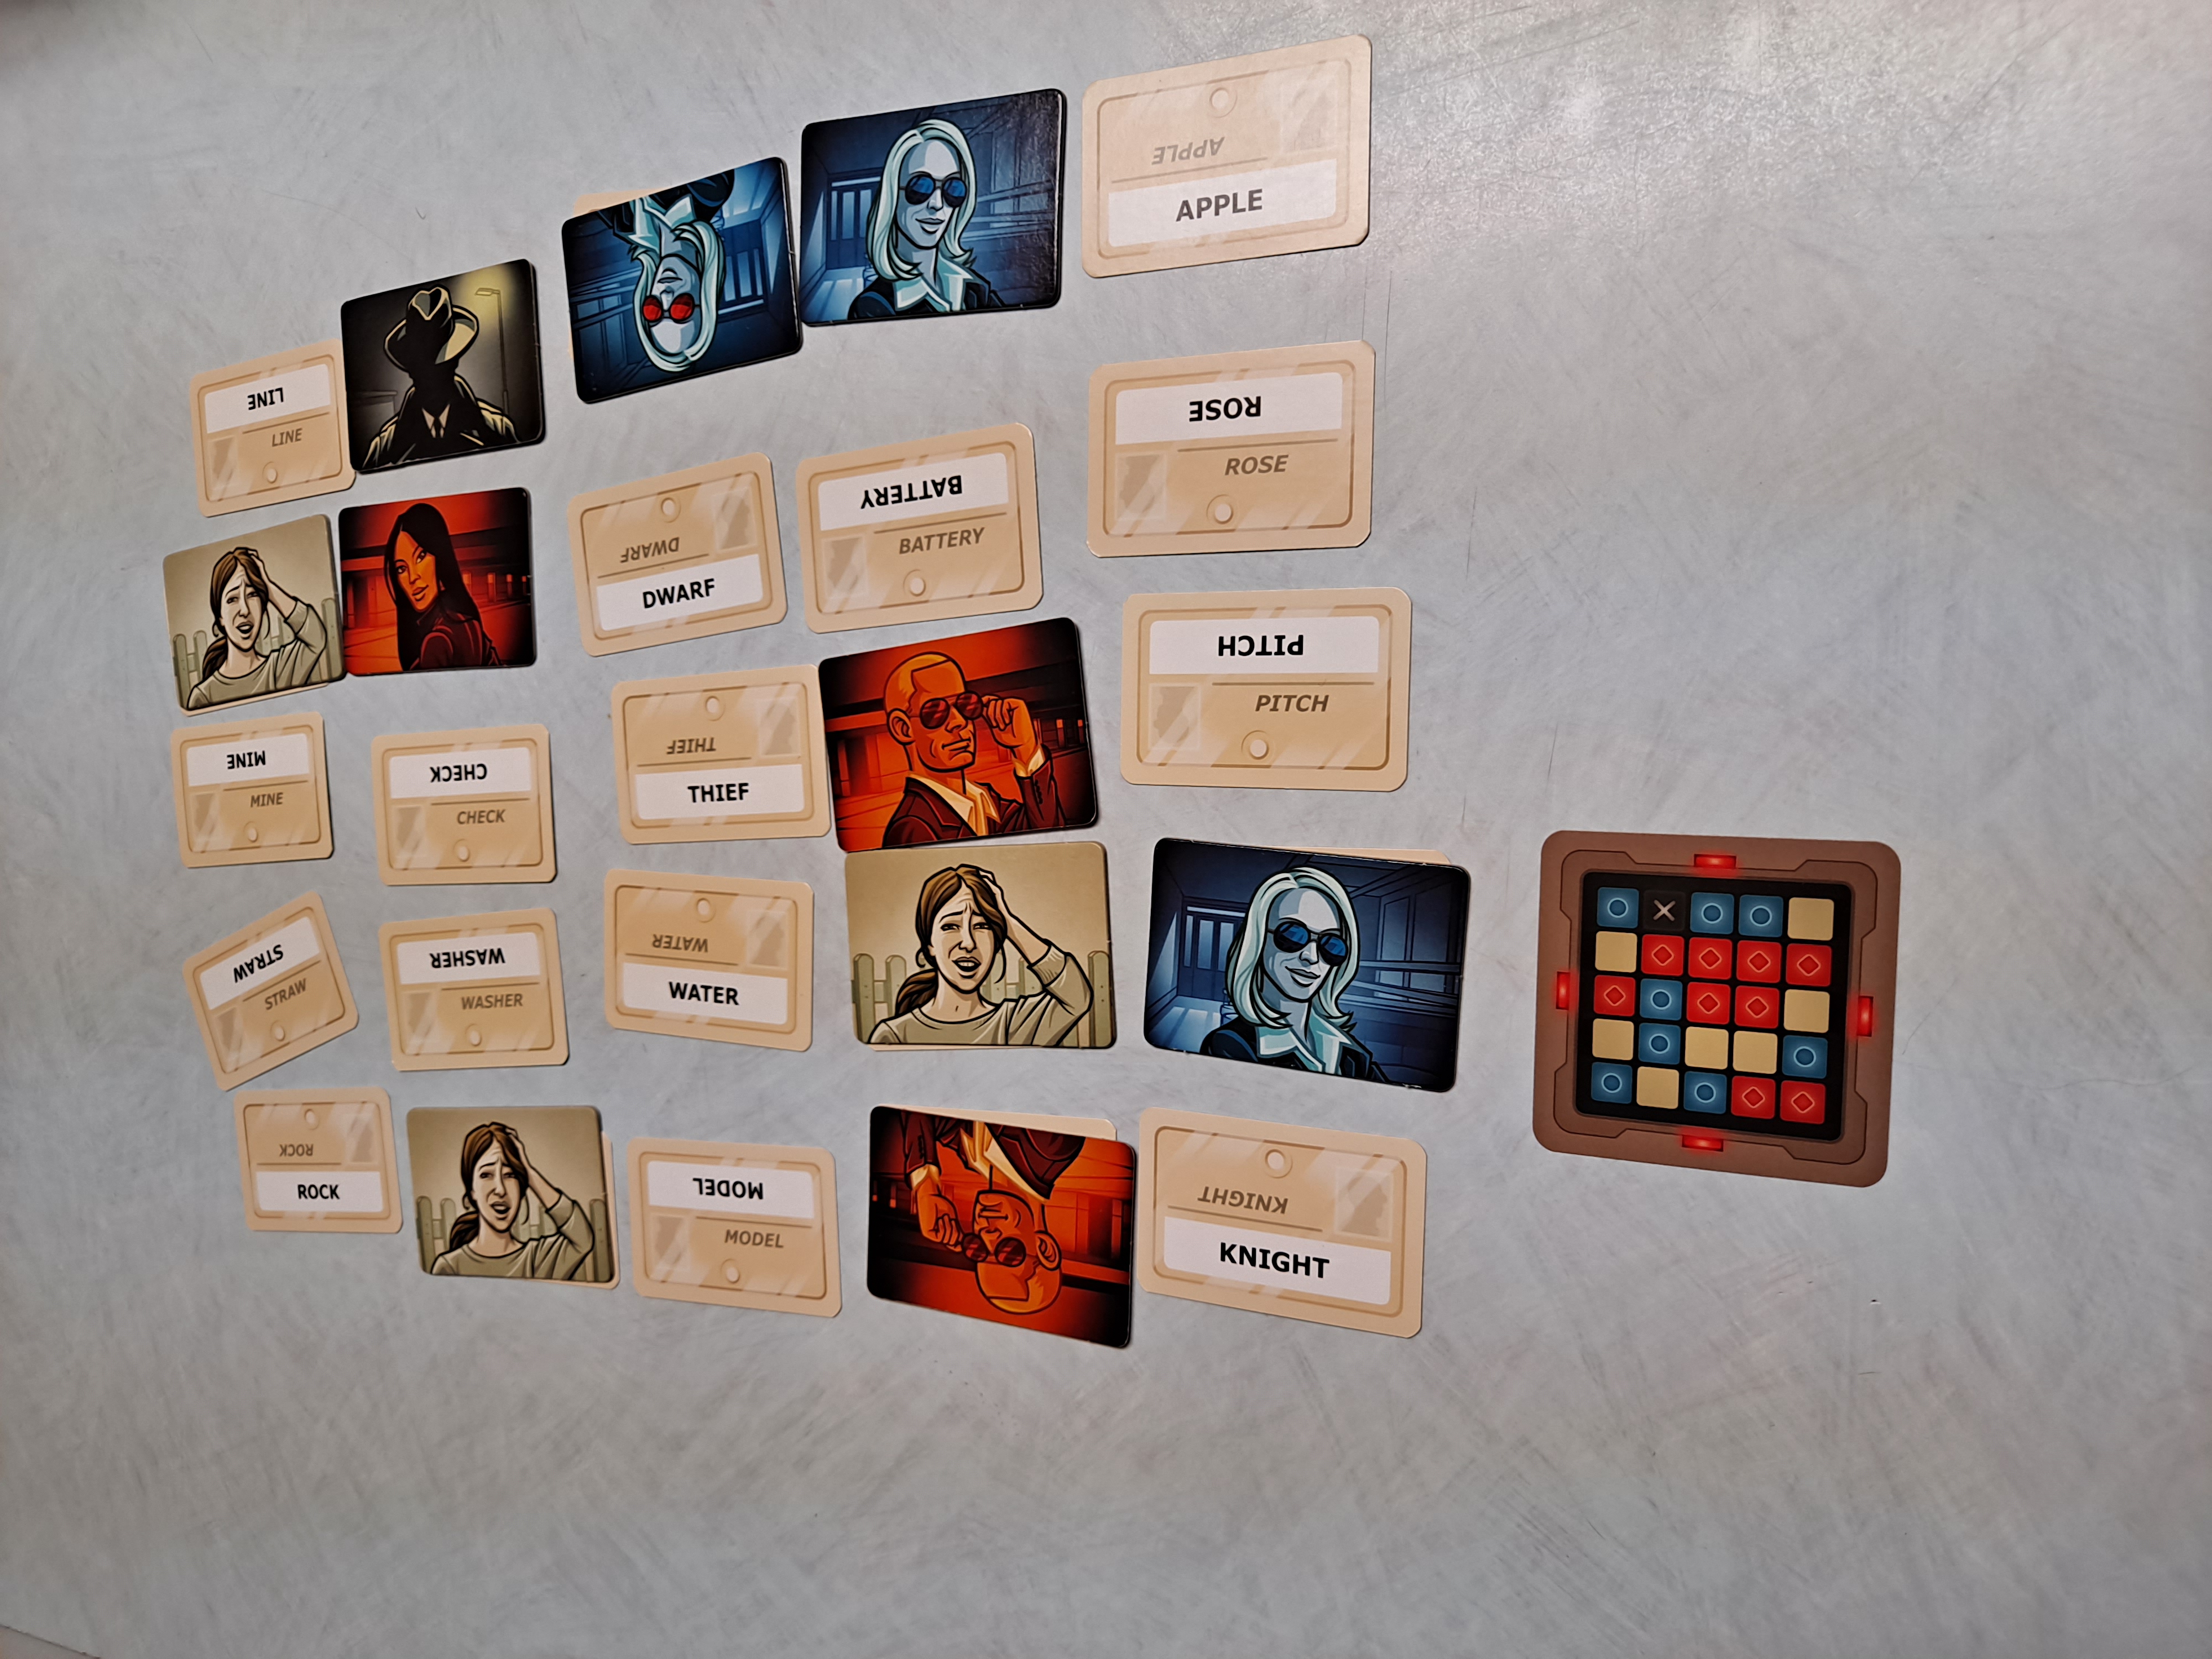 ROCK
ROCK
STRAW
STRAW
MINE
MINE
LINE
LINE
WASHER
WASHER
CHECK
CHECK
MODEL
MODEL
WATER
WATER
THIEF
THIEF
DWARF
DWARF
BATTERY
BATTERY
KNIGHT
KNIGHT
PITCH
PITCH
ROSE
ROSE
APPLE
APPLE